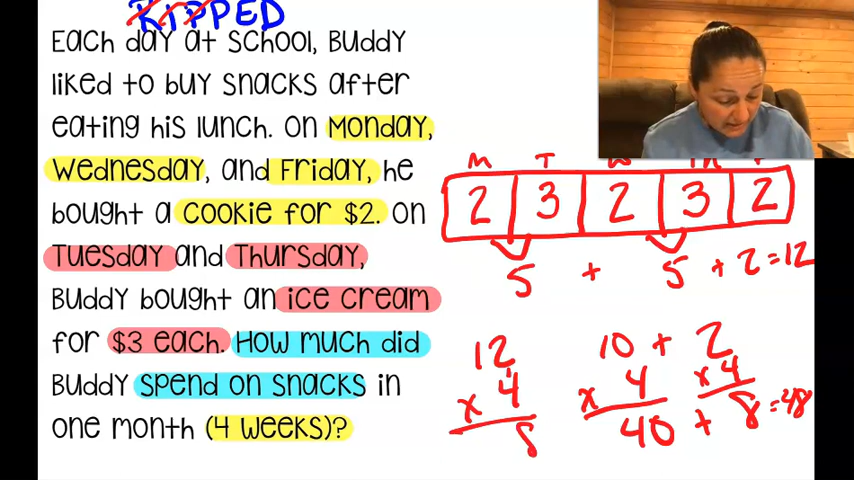 KIPPED
Each day at school, Buddy
liked to buy snacks after
eating his lunch. On Monday,
Wednesday, and Friday, he
bought a cookie for $2. On
Tuesday and Thursday,
Buddy bought an ice cream
for $3 each. How much did
Buddy spend on snacks in
one month (4 weeks)?
M T
2 3 2 3 2
5 + 5 + 2 = 12
12
x 4
8
10 + 2
x 4 x 4
40 + 8 = 48